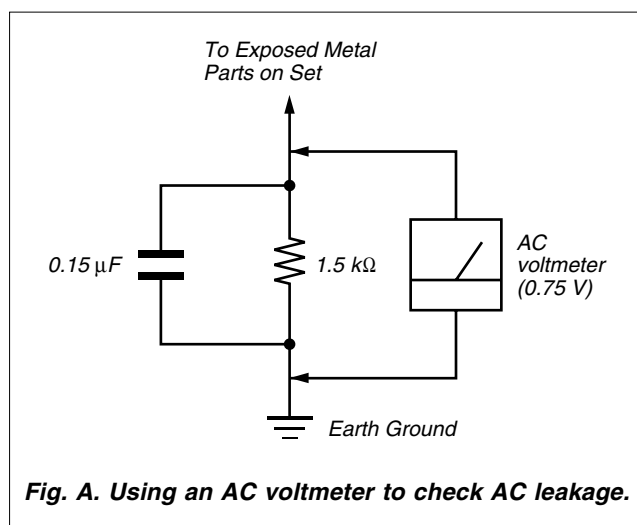 To Exposed Metal
Parts on Set
0.15 µF
1.5 kΩ
AC
voltmeter
(0.75 V)
Earth Ground
Fig. A. Using an AC voltmeter to check AC leakage.